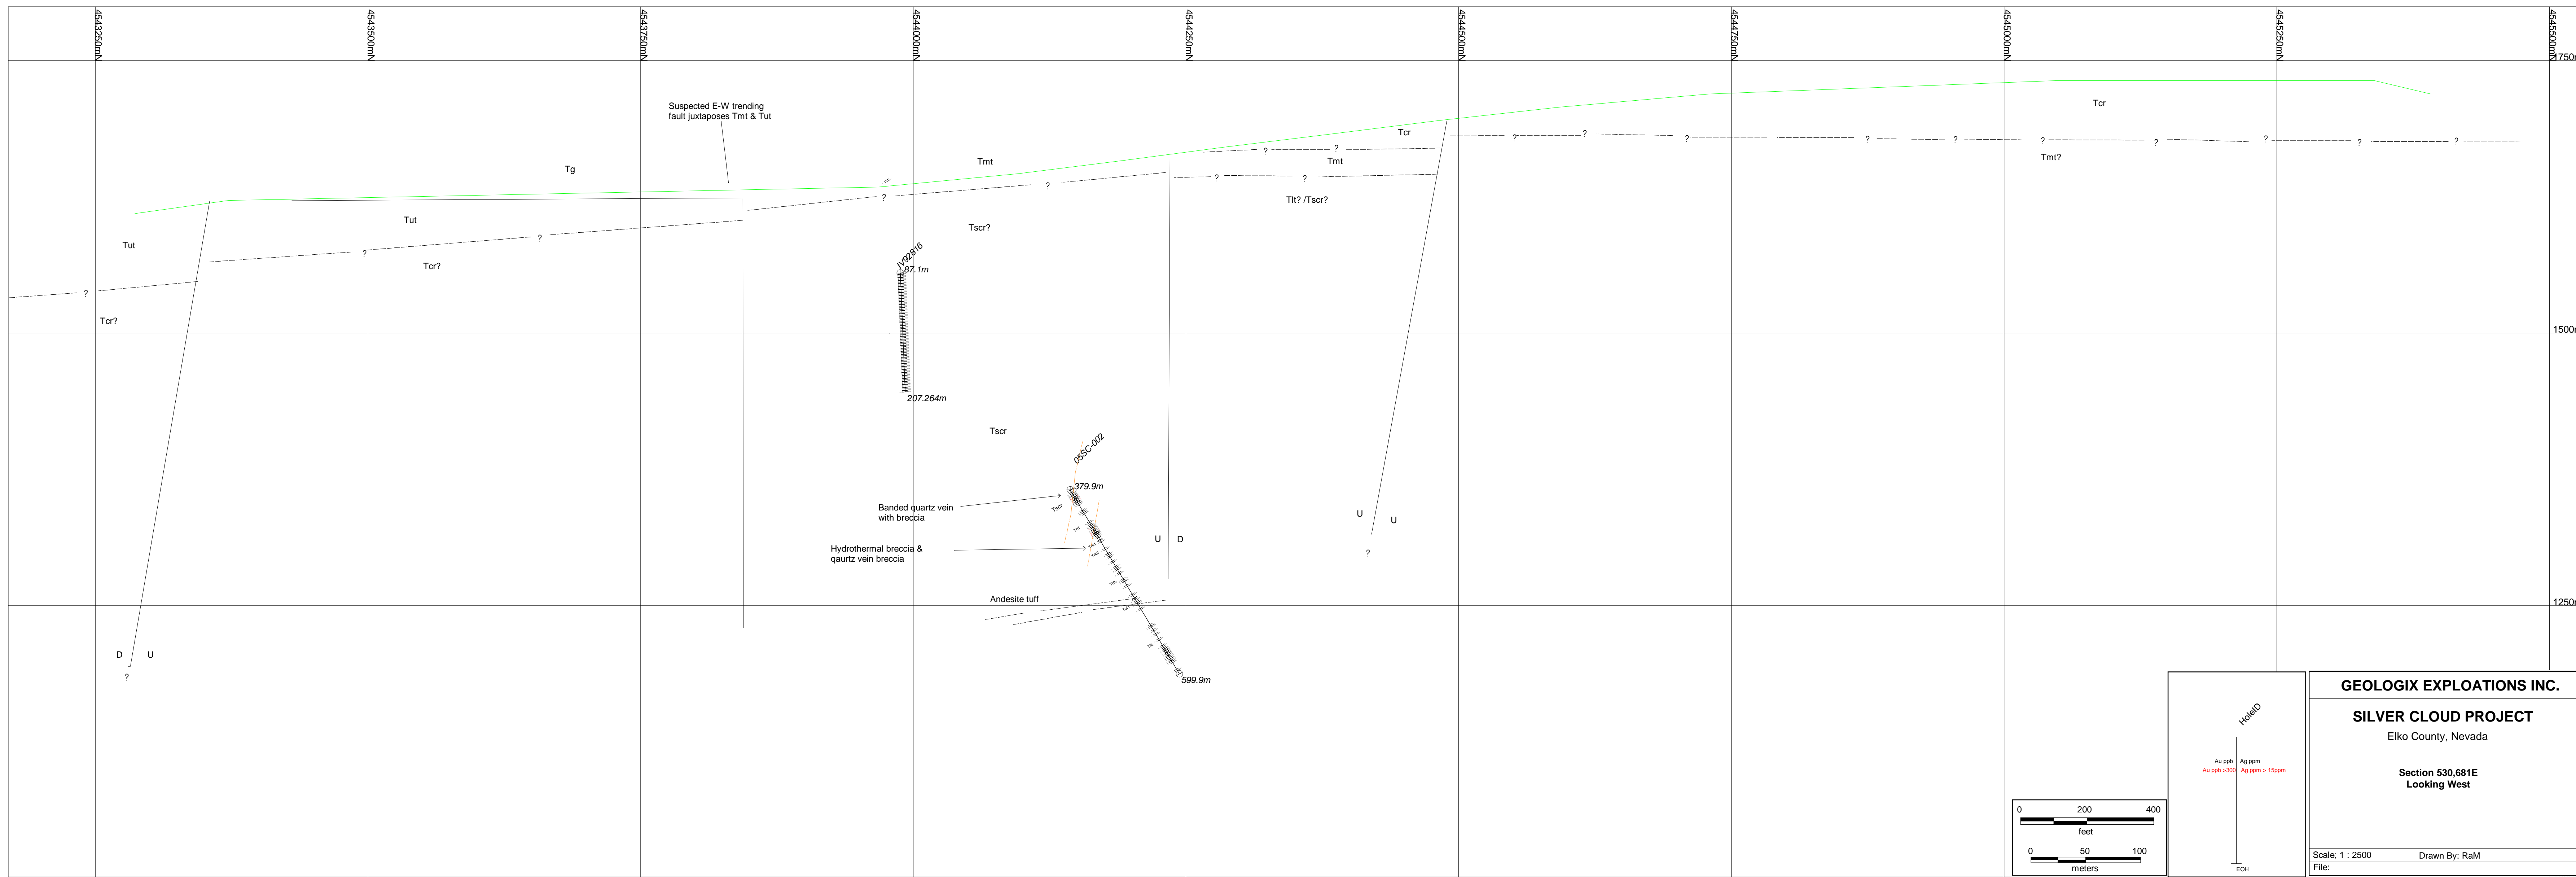 4543250mN
4543500mN
4543750mN
4544000mN
4544250mN
4544500mN
4544750mN
4545000mN
4545250mN
4545500mN
1750m
Suspected E-W trending
fault juxtaposes Tmt & Tut
Tcr
Tcr
? ? ? ? ? ? ? ? ? ? ?
Tg
Tmt
? ?
Tmt
Tmt?
? ? ? ?
Tlt? /Tscr?
Tut
Tut
Tscr?
? ?
Tcr?
?
Tcr?
IV92816
87.1m
1500m
207.264m
Tscr
05SC-002
379.9m
Banded quartz vein
with breccia
Tscr
U U
?
U D
Hydrothermal breccia &
qaurtz vein breccia
Andesite tuff
1250m
D U
?
599.9m
HoleID
Au ppb Ag ppm
Au ppb >300 Ag ppm > 15ppm
EOH
0 200 400
feet
0 50 100
meters
GEOLOGIX EXPLOATIONS INC.
SILVER CLOUD PROJECT
Elko County, Nevada
Section 530,681E
Looking West
Scale; 1 : 2500 Drawn By: RaM
File: